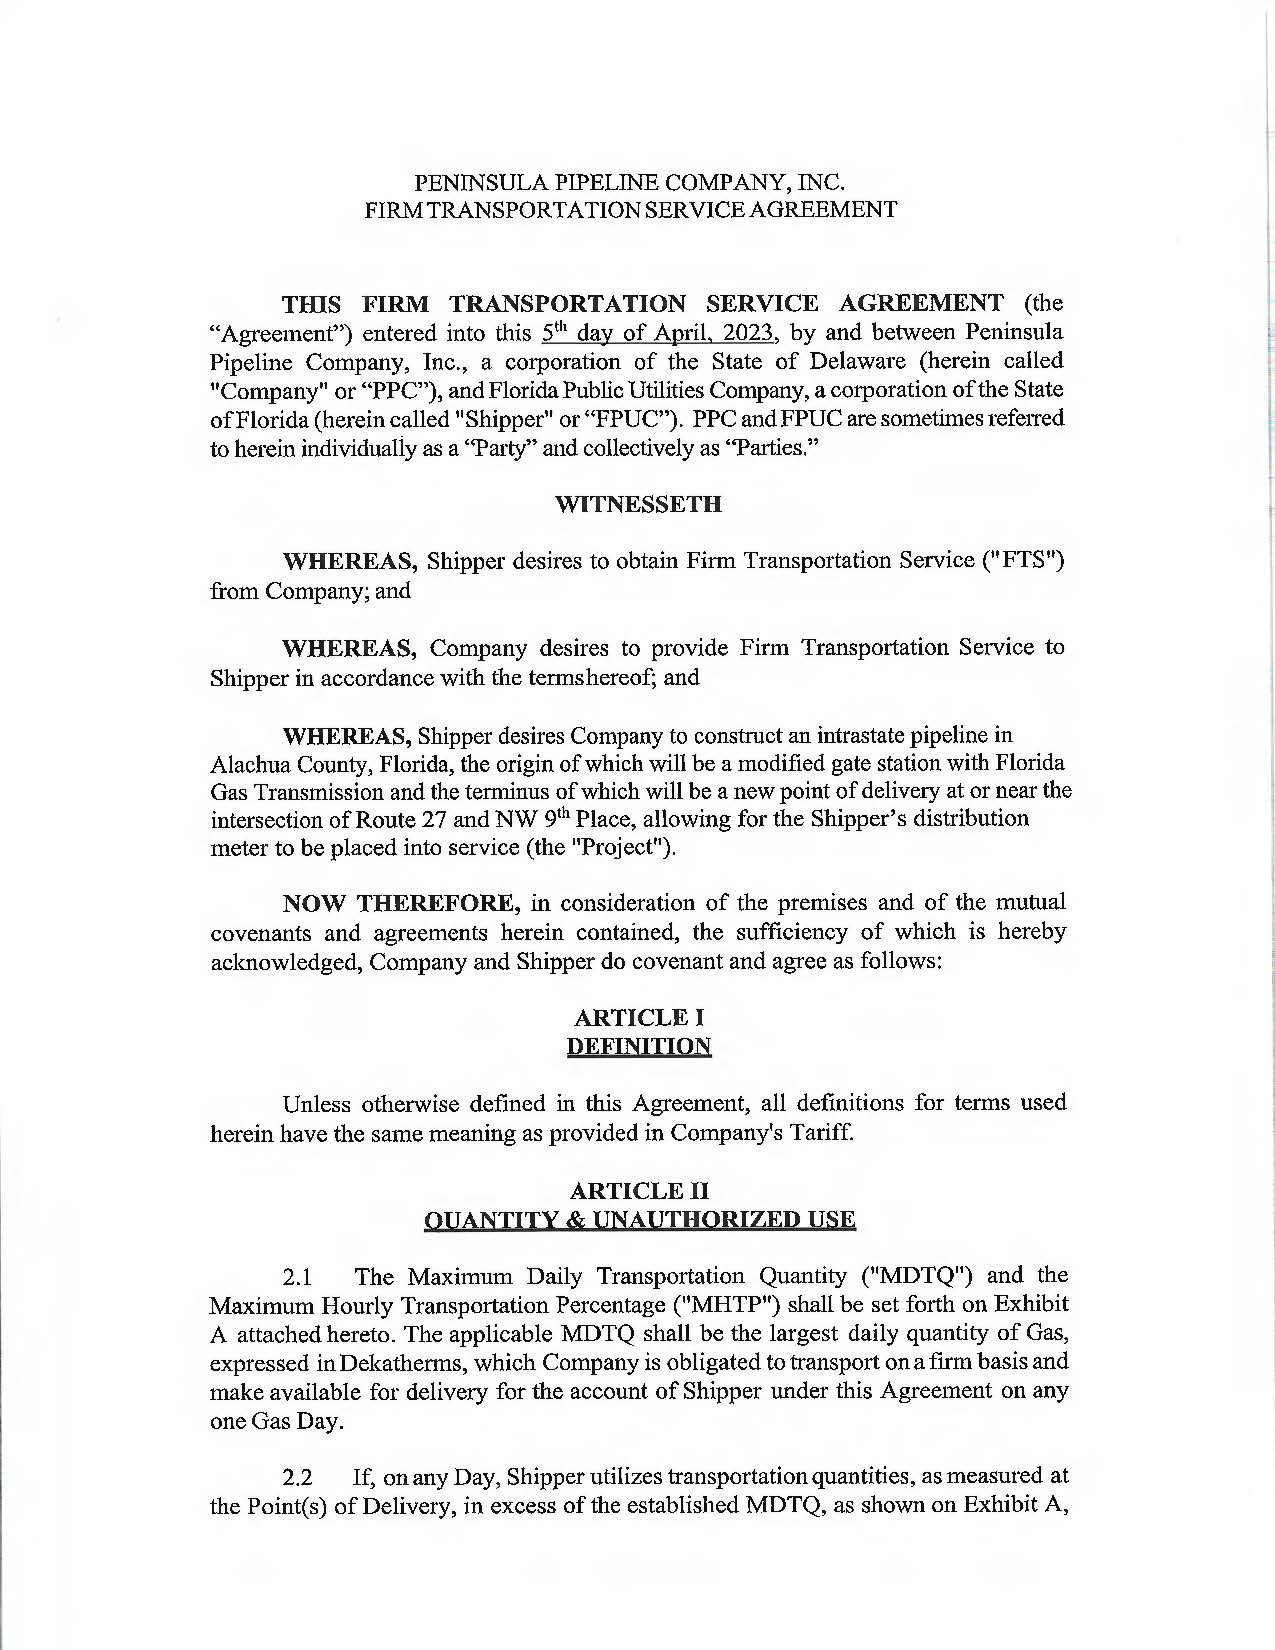 PENINSULA PIPELINE COMPANY, INC.
FIRM TRANSPORTATION SERVICE AGREEMENT
THIS FIRM TRANSPORTATION SERVICE AGREEMENT (the
“Agreement”) entered into this 5th day of April, 2023, by and between Peninsula
Pipeline Company, Inc., a corporation of the State of Delaware (herein called
"Company" or “PPC”), and Florida Public Utilities Company, a corporation of the State
of Florida (herein called "Shipper" or “FPUC”). PPC and FPUC are sometimes referred
to herein individually as a “Party” and collectively as “Parties.”
WITNESSETH
WHEREAS, Shipper desires to obtain Firm Transportation Service ("FTS")
from Company; and
WHEREAS, Company desires to provide Firm Transportation Service to
Shipper in accordance with the terms hereof; and
WHEREAS, Shipper desires Company to construct an intrastate pipeline in
Alachua County, Florida, the origin of which will be a modified gate station with Florida
Gas Transmission and the terminus of which will be a new point of delivery at or near the
intersection of Route 27 and NW 9th Place, allowing for the Shipper’s distribution
meter to be placed into service (the "Project").
NOW THEREFORE, in consideration of the premises and of the mutual
covenants and agreements herein contained, the sufficiency of which is hereby
acknowledged, Company and Shipper do covenant and agree as follows:
ARTICLE I
DEFINITION
Unless otherwise defined in this Agreement, all definitions for terms used
herein have the same meaning as provided in Company's Tariff.
ARTICLE II
QUANTITY & UNAUTHORIZED USE
2.1 The Maximum Daily Transportation Quantity ("MDTQ") and the
Maximum Hourly Transportation Percentage ("MHTP") shall be set forth on Exhibit
A attached hereto. The applicable MDTQ shall be the largest daily quantity of Gas,
expressed in Dekatherms, which Company is obligated to transport on a firm basis and
make available for delivery for the account of Shipper under this Agreement on any
one Gas Day.
2.2 If, on any Day, Shipper utilizes transportation quantities, as measured at
the Point(s) of Delivery, in excess of the established MDTQ, as shown on Exhibit A,